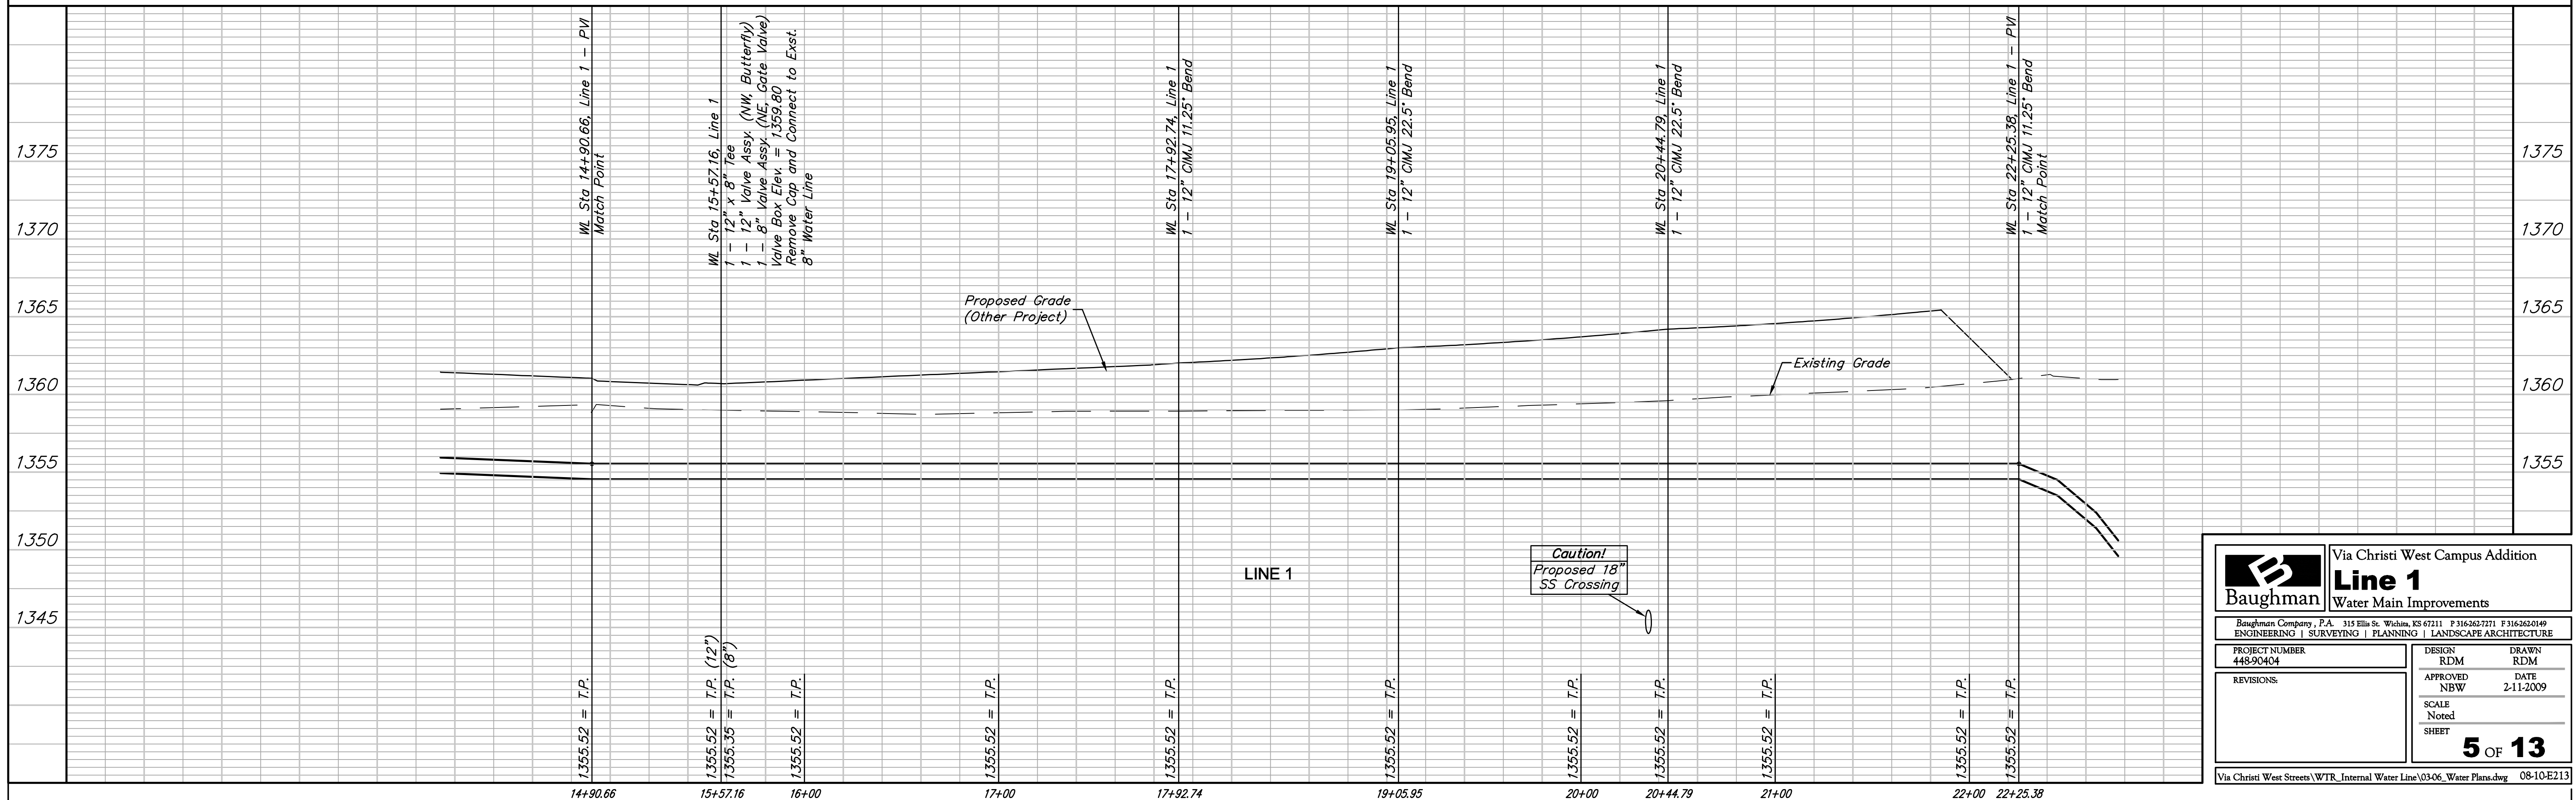 WL Sta 14+90.66, Line 1 - PVI
Match Point
WL Sta 15+57.16, Line 1
1 - 12" x 8" Tee
1 - 12" Valve Assy. (NW, Butterfly)
1 - 8" Valve Assy. (NE, Gate Valve)
Valve Box Elev. = 1359.80
Remove Cap and Connect to Exst.
8" Water Line
WL Sta 17+92.74, Line 1
1 - 12" CIMJ 11.25° Bend
WL Sta 19+05.95, Line 1
1 - 12" CIMJ 22.5° Bend
WL Sta 20+44.79, Line 1
1 - 12" CIMJ 22.5° Bend
WL Sta 22+25.38, Line 1 - PVI
1 - 12" CIMJ 11.25° Bend
Match Point
1375
1370
1365
1360
1355
1350
1345
1375
1370
1365
1360
1355
Proposed Grade
(Other Project)
Existing Grade
LINE 1
Caution!
Proposed 18"
SS Crossing
1355.52 = T.P.
1355.52 = T.P. (12")
1355.35 = T.P. (8")
1355.52 = T.P.
1355.52 = T.P.
1355.52 = T.P.
1355.52 = T.P.
1355.52 = T.P.
1355.52 = T.P.
1355.52 = T.P.
1355.52 = T.P.
1355.52 = T.P.
14+90.66
15+57.16
16+00
17+00
17+92.74
19+05.95
20+00
20+44.79
21+00
22+00
22+25.38
B
Baughman
Via Christi West Campus Addition
Line 1
Water Main Improvements
Baughman Company, P.A. 315 Ellis St. Wichita, KS 67211 P 316-262-7271 F 316-262-0149
ENGINEERING | SURVEYING | PLANNING | LANDSCAPE ARCHITECTURE
PROJECT NUMBER
448-90404
REVISIONS:
DESIGN
RDM
DRAWN
RDM
APPROVED
NBW
DATE
2-11-2009
SCALE
Noted
SHEET
5 OF 13
Via Christi West Streets\WTR_Internal Water Line\03-06_Water Plans.dwg 08-10-E213